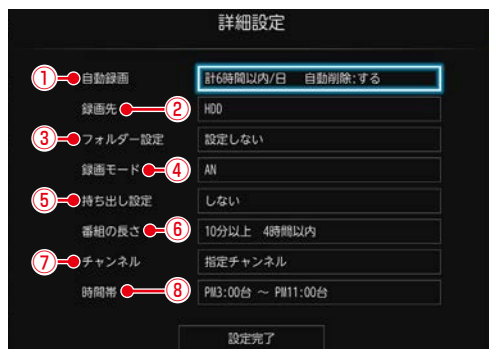 詳細設定
① 自動録画 計6時間以内/日 自動削除:する
録画先 ② HDD
③ フォルダー設定 設定しない
録画モード ④ AN
⑤ 持ち出し設定 しない
番組の長さ ⑥ 10分以上 4時間以内
⑦ チャンネル 指定チャンネル
時間帯 ⑧ PM3:00台 ~ PM11:00台
設定完了